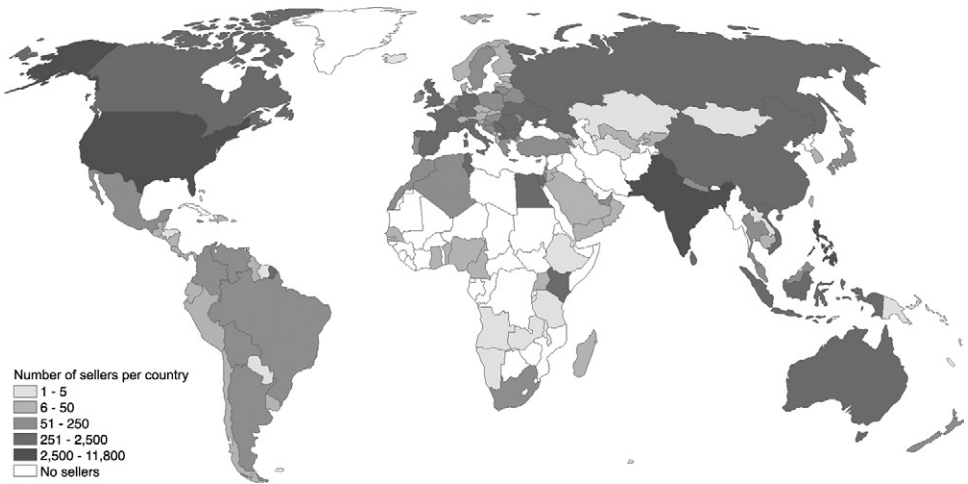 Number of sellers per country
1 - 5
6 - 50
51 - 250
251 - 2,500
2,500 - 11,800
No sellers